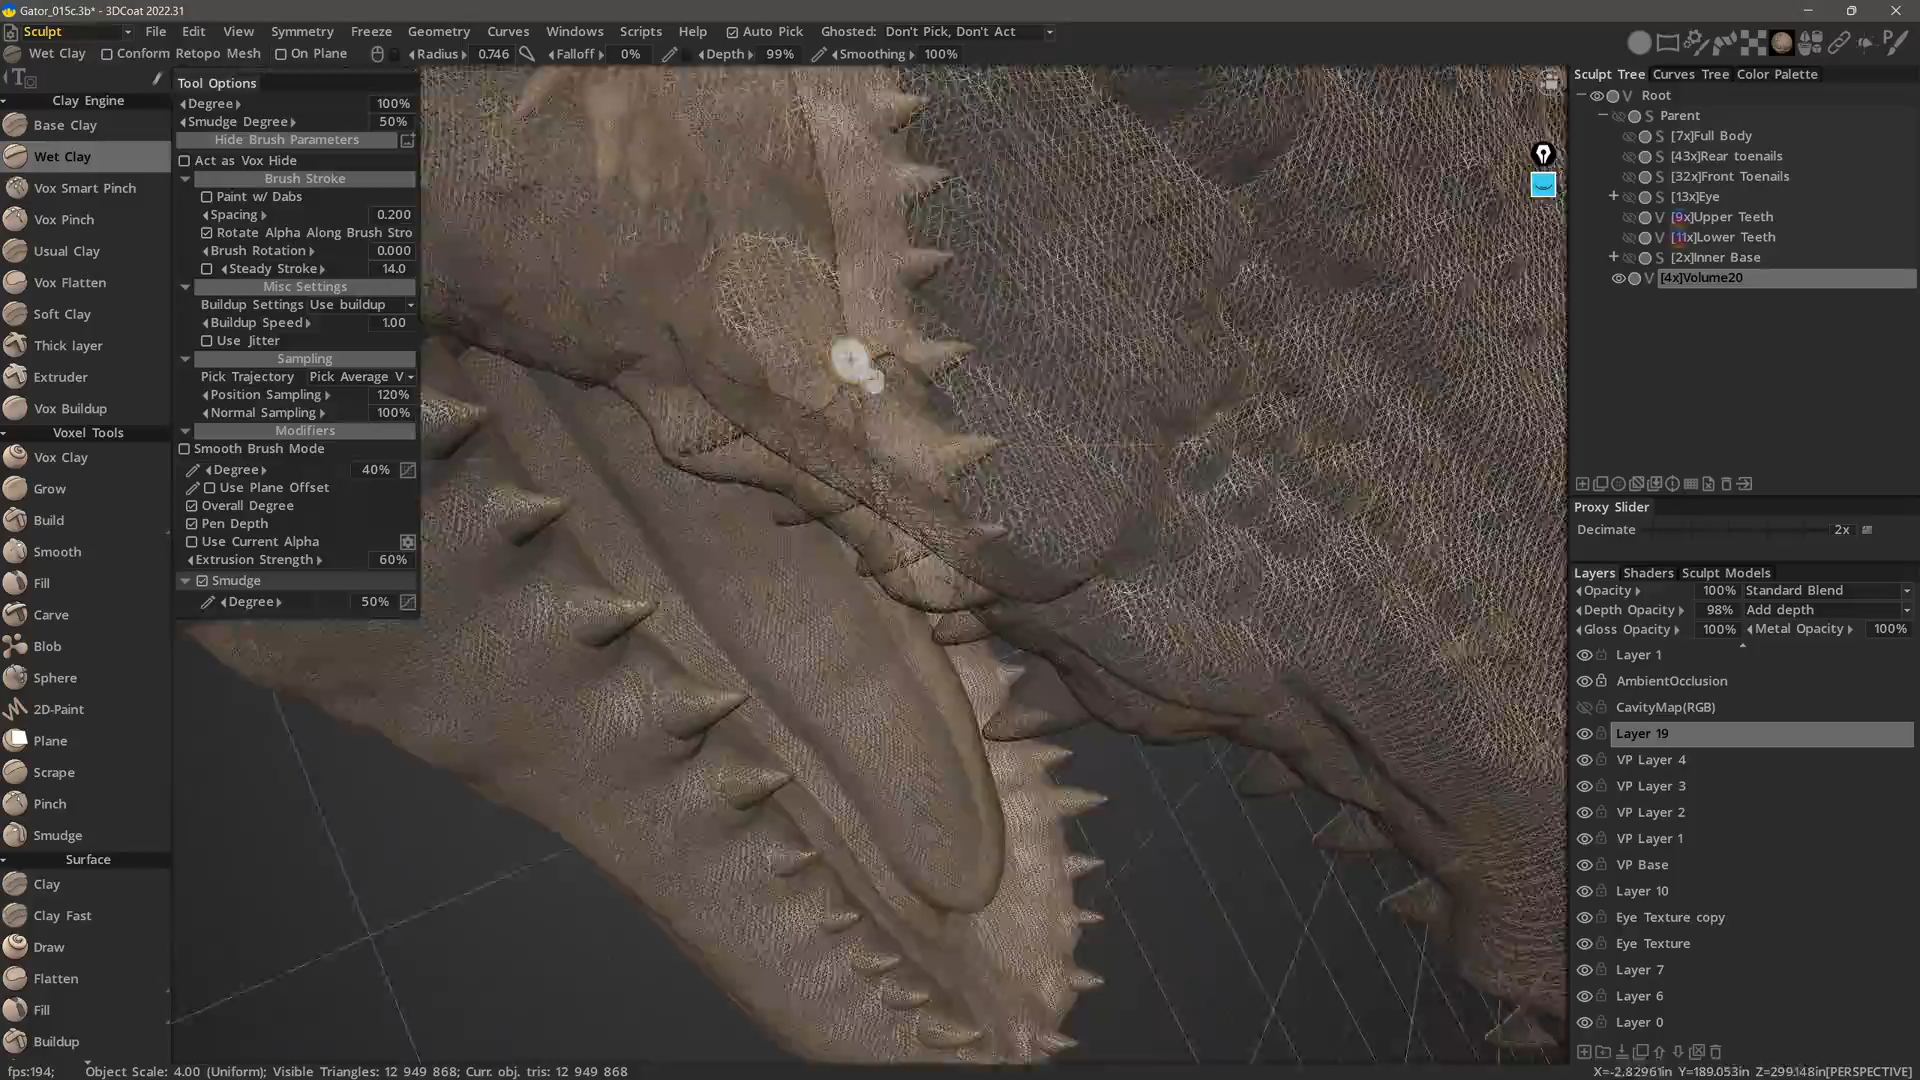 Gator_015c.3b* - 3DCoat 2022.31
Sculpt File Edit View Symmetry Freeze Geometry Curves Windows Scripts Help Auto Pick Ghosted: Don't Pick, Don't Act
Wet Clay Conform Retopo Mesh On Plane Radius 0.746 Falloff 0% Depth 99% Smoothing 100%
Clay Engine
Base Clay
Wet Clay
Vox Smart Pinch
Vox Pinch
Usual Clay
Vox Flatten
Soft Clay
Thick layer
Extruder
Vox Buildup
Voxel Tools
Vox Clay
Grow
Build
Smooth
Fill
Carve
Blob
Sphere
2D-Paint
Plane
Scrape
Pinch
Smudge
Surface
Clay
Clay Fast
Draw
Flatten
Fill
Buildup
Tool Options
Degree 100%
Smudge Degree 50%
Hide Brush Parameters
Act as Vox Hide
Brush Stroke
Paint w/ Dabs
Spacing 0.200
Rotate Alpha Along Brush Stro
Brush Rotation 0.000
Steady Stroke 14.0
Misc Settings
Buildup Settings Use buildup
Buildup Speed 1.00
Use Jitter
Sampling
Pick Trajectory Pick Average V
Position Sampling 120%
Normal Sampling 100%
Modifiers
Smooth Brush Mode
Degree 40%
Use Plane Offset
Overall Degree
Pen Depth
Use Current Alpha
Extrusion Strength 60%
Smudge
Degree 50%
Sculpt Tree Curves Tree Color Palette
V Root
S Parent
S [7x]Full Body
S [43x]Rear toenails
S [32x]Front Toenails
S [13x]Eye
V [9x]Upper Teeth
V [11x]Lower Teeth
S [2x]Inner Base
V [4x]Volume20
Proxy Slider
Decimate 2x
Layers Shaders Sculpt Models
Opacity 100% Standard Blend
Depth Opacity 98% Add depth
Gloss Opacity 100% Metal Opacity 100%
Layer 1
AmbientOcclusion
CavityMap(RGB)
Layer 19
VP Layer 4
VP Layer 3
VP Layer 2
VP Layer 1
VP Base
Layer 10
Eye Texture copy
Eye Texture
Layer 7
Layer 6
Layer 0
fps:194; Object Scale: 4.00 (Uniform); Visible Triangles: 12 949 868; Curr. obj. tris: 12 949 868
X=-2.82961in Y=189.053in Z=299.148in[PERSPECTIVE]